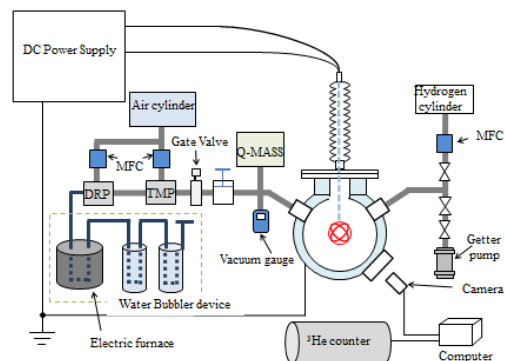 DC Power Supply
Air cylinder
Hydrogen
cylinder
Gate Valve
MFC
Q-MASS
MFC
DRP
TMP
Vacuum gauge
Getter
pump
Water Bubbler device
Camera
Electric furnace
³He counter
Computer